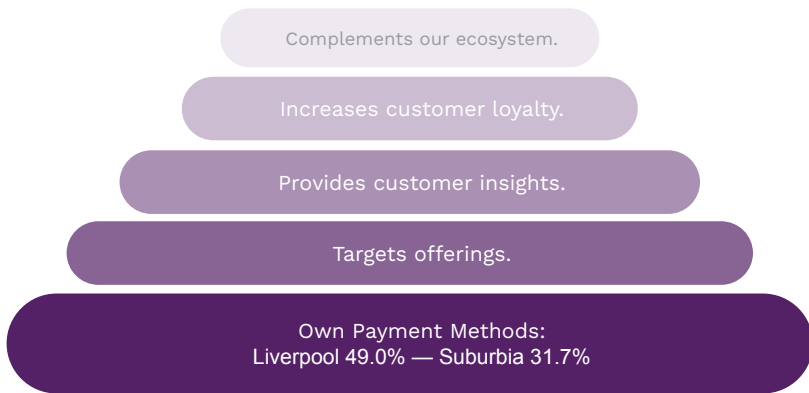 Complements our ecosystem.
Increases customer loyalty.
Provides customer insights.
Targets offerings.
Own Payment Methods:
Liverpool 49.0% — Suburbia 31.7%